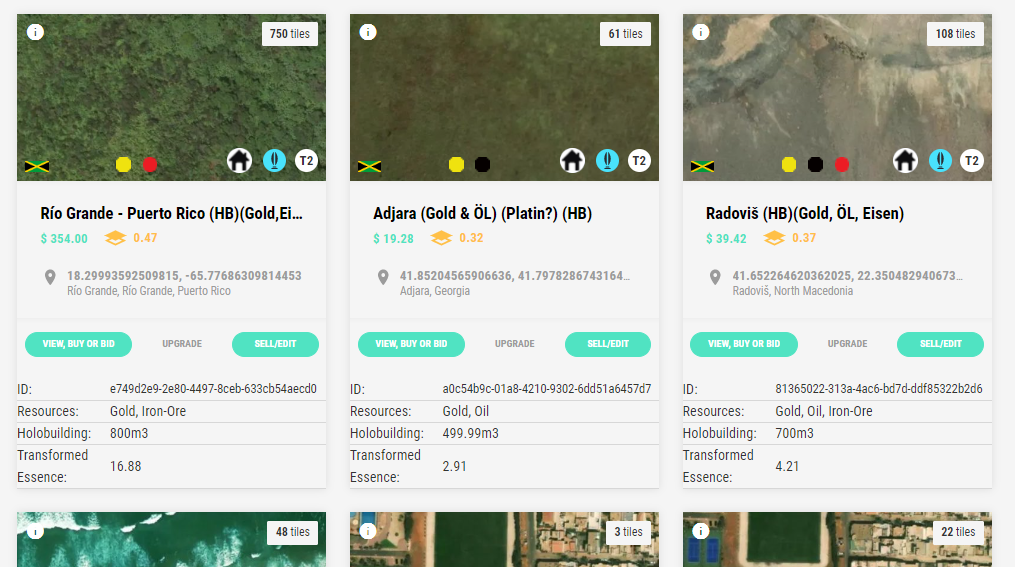 750 tiles
T2
Río Grande - Puerto Rico (HB)(Gold,Ei...
$ 354.00 0.47
18.29993592509815, -65.77686309814453
Río Grande, Río Grande, Puerto Rico
VIEW, BUY OR BID UPGRADE SELL/EDIT
ID: e749d2e9-2e80-4497-8ceb-633cb54aecd0
Resources: Gold, Iron-Ore
Holobuilding: 800m3
Transformed
Essence: 16.88
61 tiles
T2
Adjara (Gold & ÖL) (Platin?) (HB)
$ 19.28 0.32
41.85204565906636, 41.7978286743164...
Adjara, Georgia
VIEW, BUY OR BID UPGRADE SELL/EDIT
ID: a0c54b9c-01a8-4210-9302-6dd51a6457d7
Resources: Gold, Oil
Holobuilding: 499.99m3
Transformed
Essence: 2.91
108 tiles
T2
Radoviš (HB)(Gold, ÖL, Eisen)
$ 39.42 0.37
41.652264620362025, 22.350482940673...
Radoviš, North Macedonia
VIEW, BUY OR BID UPGRADE SELL/EDIT
ID: 81365022-313a-4ac6-bd7d-ddf85322b2d6
Resources: Gold, Oil, Iron-Ore
Holobuilding: 700m3
Transformed
Essence: 4.21
48 tiles
3 tiles
22 tiles